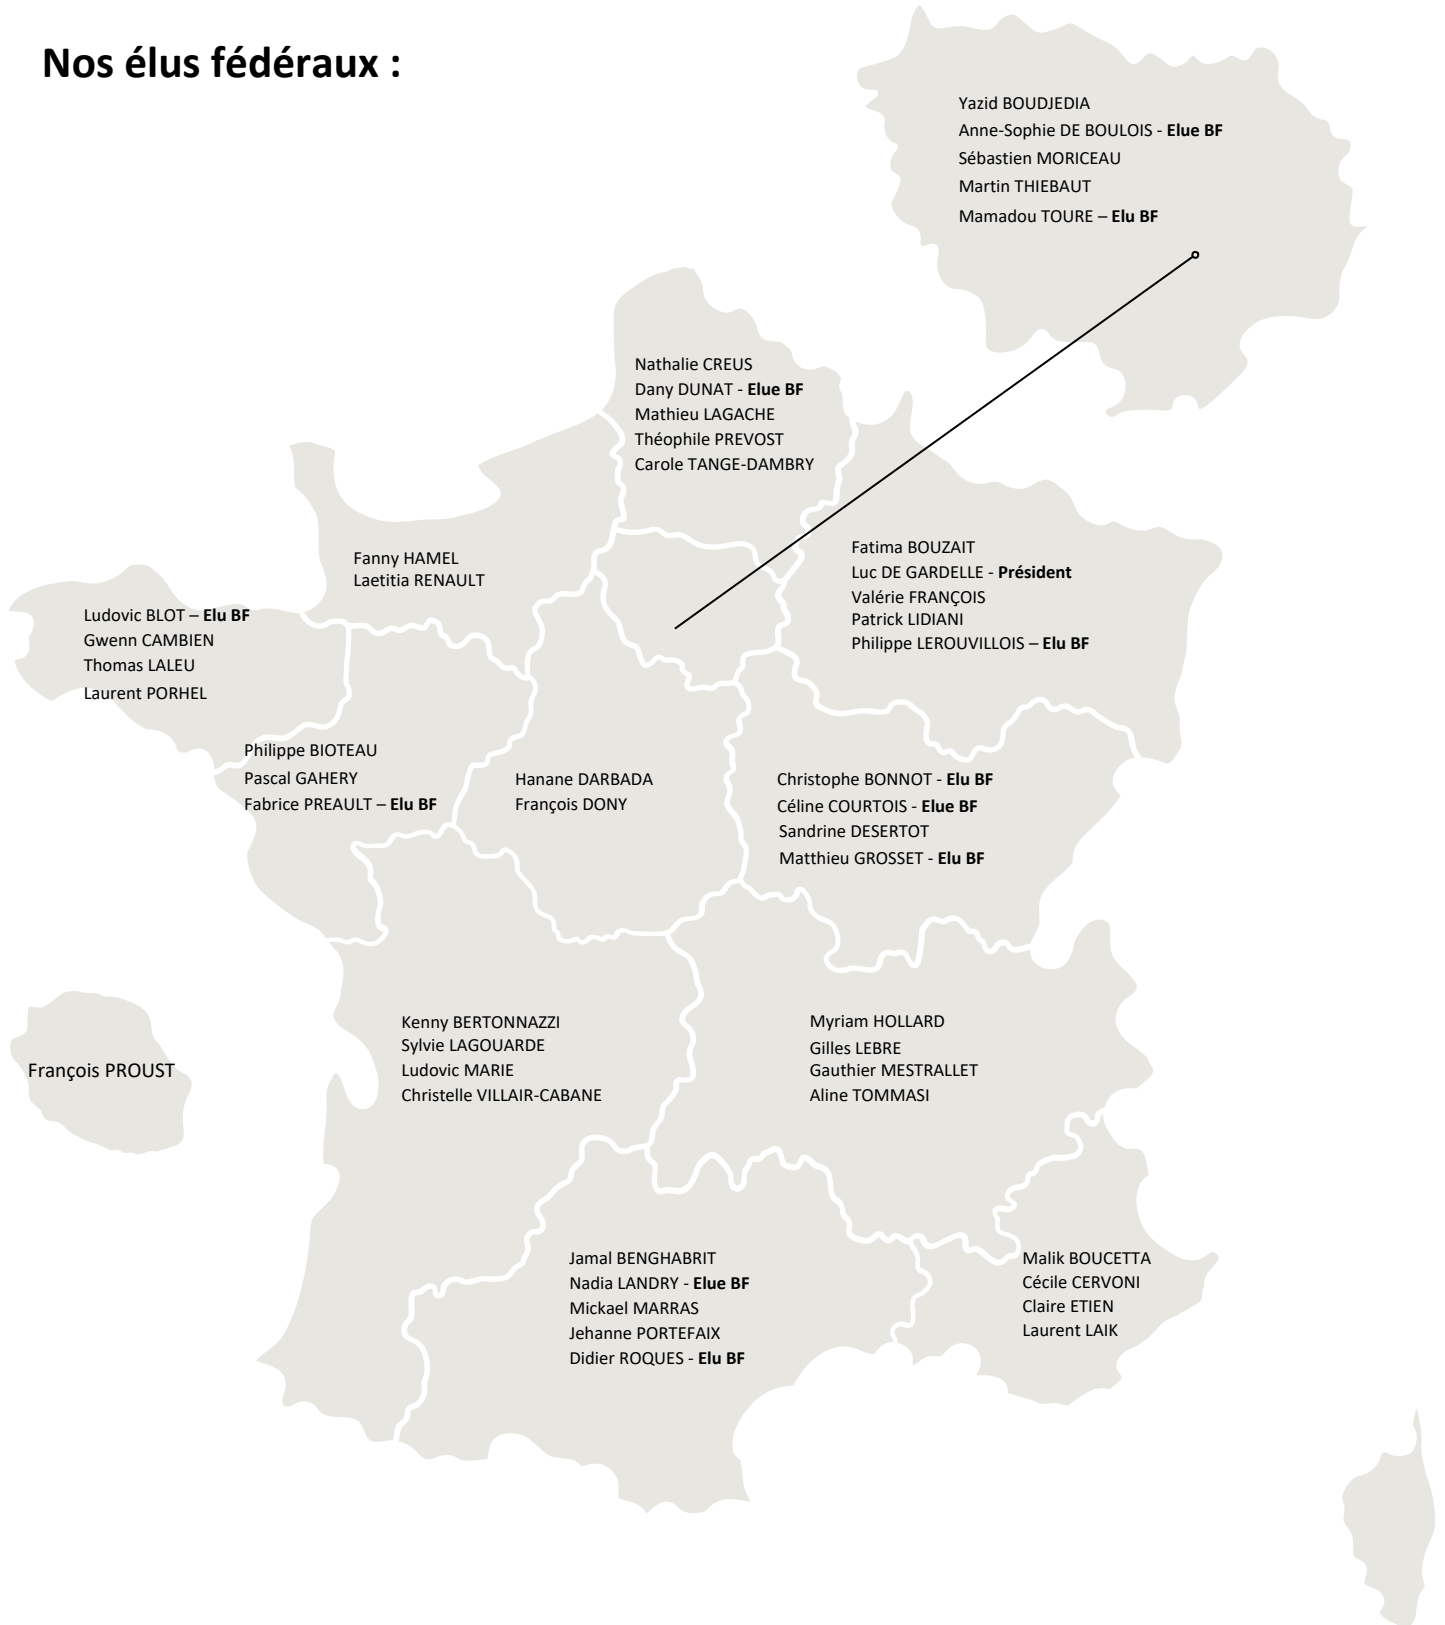 Nos élus fédéraux :
Yazid BOUDJEDIA
Anne-Sophie DE BOULOIS - Elue BF
Sébastien MORICEAU
Martin THIEBAUT
Mamadou TOURE – Elu BF
Nathalie CREUS
Dany DUNAT - Elue BF
Mathieu LAGACHE
Théophile PREVOST
Carole TANGE-DAMBRY
Fanny HAMEL
Laetitia RENAULT
Fatima BOUZAIT
Luc DE GARDELLE - Président
Valérie FRANÇOIS
Patrick LIDIANI
Philippe LEROUVILLOIS – Elu BF
Ludovic BLOT – Elu BF
Gwenn CAMBIEN
Thomas LALEU
Laurent PORHEL
Philippe BIOTEAU
Pascal GAHERY
Fabrice PREAULT – Elu BF
Hanane DARBADA
François DONY
Christophe BONNOT - Elu BF
Céline COURTOIS - Elue BF
Sandrine DESERTOT
Matthieu GROSSET - Elu BF
François PROUST
Kenny BERTONNAZZI
Sylvie LAGOUARDE
Ludovic MARIE
Christelle VILLAIR-CABANE
Myriam HOLLARD
Gilles LEBRE
Gauthier MESTRALLET
Aline TOMMASI
Jamal BENGHABRIT
Nadia LANDRY - Elue BF
Mickael MARRAS
Jehanne PORTEFAIX
Didier ROQUES - Elu BF
Malik BOUCETTA
Cécile CERVONI
Claire ETIEN
Laurent LAIK